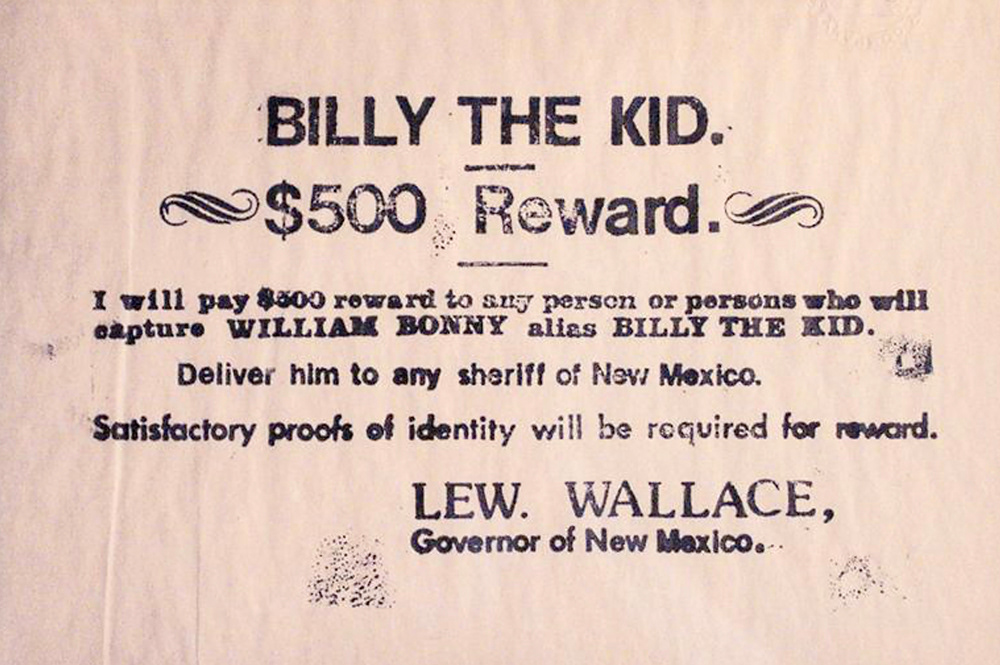 BILLY THE KID.
$500 Reward.
I will pay $500 reward to any person or persons who will
capture WILLIAM BONNY alias BILLY THE KID.
Deliver him to any sheriff of New Mexico.
Satisfactory proofs of identity will be required for reward.
LEW. WALLACE,
Governor of New Mexico.